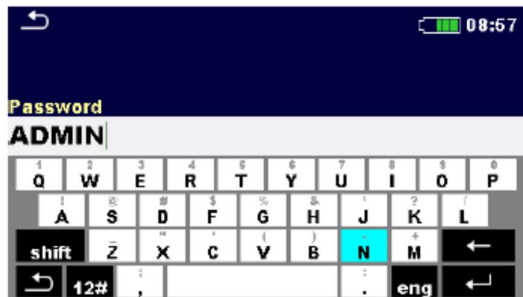 08:57
Password
ADMIN
1 2 3 4 5 6 7 8 9 0
Q W E R T Y U I O P
A S D F G H J K L
shift Z X C V B N M
12# , . eng